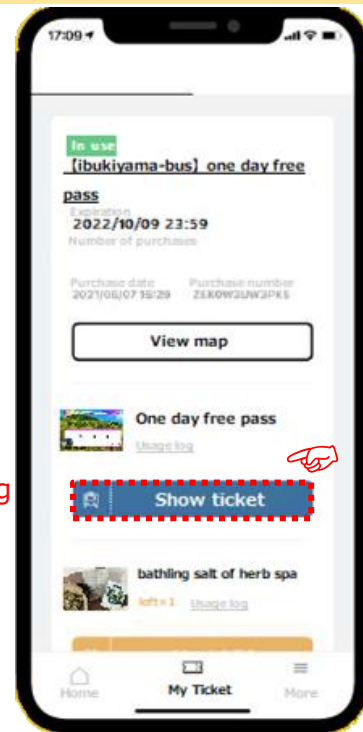 17:09
In use
【ibukiyama-bus】one day free
pass
Expiration
2022/10/09 23:59
Number of purchases
Purchase date Purchase number
View map
One day free pass
Usage log
g
Show ticket
bathling salt of herb spa
left=1 Usage log
Home My Ticket More